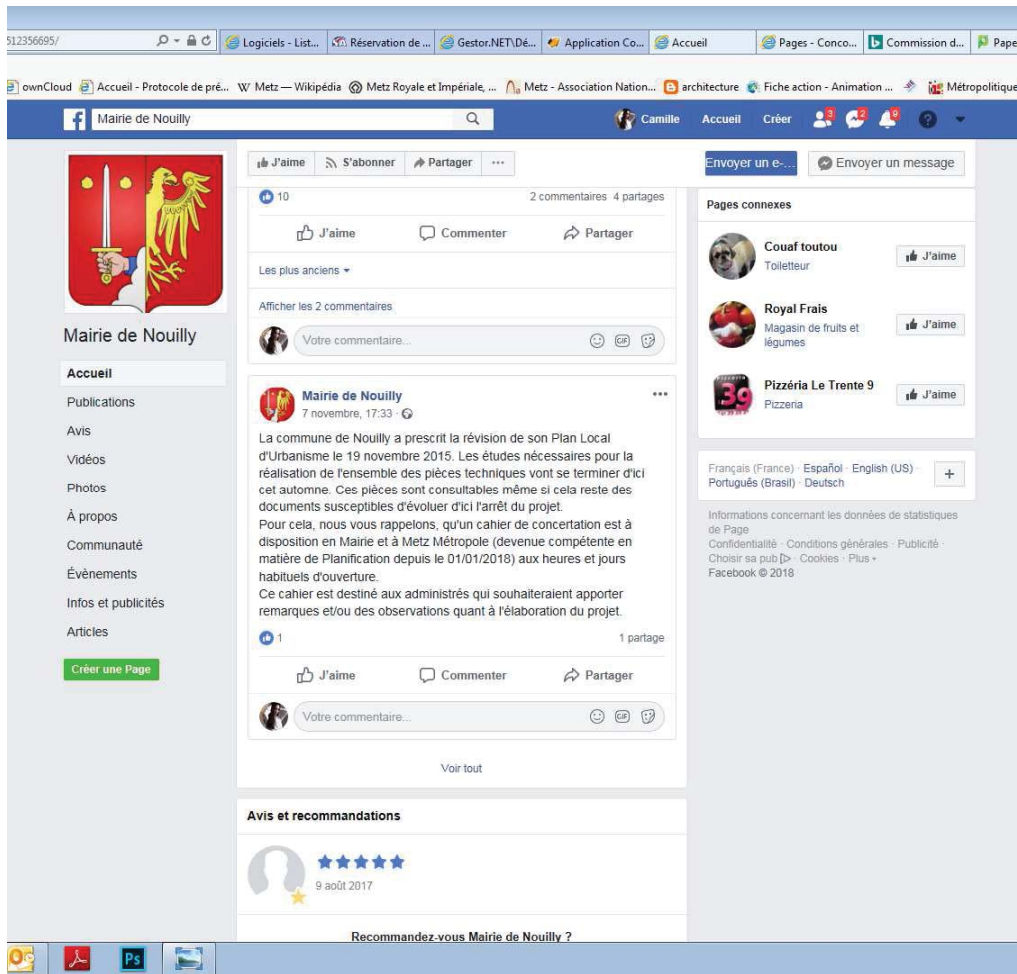 512356695/
Logiciels - List... Réservation de ... Gestor.NET\Dé... Application Co... Accueil Pages - Conco... Commission d... Pape
ownCloud Accueil - Protocole de pré... Metz — Wikipédia Metz Royale et Impériale, ... Metz - Association Nation... architecture Fiche action - Animation ... Métropolitique
Mairie de Nouilly
Camille Accueil Créer 3 2 9
J'aime S'abonner Partager ...
Envoyer un e-... Envoyer un message
10 2 commentaires 4 partages
J'aime Commenter Partager
Les plus anciens
Afficher les 2 commentaires
Votre commentaire... GIF
Mairie de Nouilly
Accueil
Publications
Avis
Vidéos
Photos
À propos
Communauté
Évènements
Infos et publicités
Articles
Créer une Page
Mairie de Nouilly
7 novembre, 17:33 ·
La commune de Nouilly a prescrit la révision de son Plan Local
d'Urbanisme le 19 novembre 2015. Les études nécessaires pour la
réalisation de l'ensemble des pièces techniques vont se terminer d'ici
cet automne. Ces pièces sont consultables même si cela reste des
documents susceptibles d'évoluer d'ici l'arrêt du projet.
Pour cela, nous vous rappelons, qu'un cahier de concertation est à
disposition en Mairie et à Metz Métropole (devenue compétente en
matière de Planification depuis le 01/01/2018) aux heures et jours
habituels d'ouverture.
Ce cahier est destiné aux administrés qui souhaiteraient apporter
remarques et/ou des observations quant à l'élaboration du projet.
1 1 partage
J'aime Commenter Partager
Votre commentaire... GIF
Voir tout
Avis et recommandations
9 août 2017
Recommandez-vous Mairie de Nouilly ?
Pages connexes
Couaf toutou
Toiletteur
J'aime
Royal Frais
Magasin de fruits et
légumes
J'aime
39
Pizzéria Le Trente 9
Pizzeria
J'aime
Français (France) · Español · English (US) ·
Português (Brasil) · Deutsch
+
Informations concernant les données de statistiques
de Page
Confidentialité · Conditions générales · Publicité ·
Choisir sa pub · Cookies · Plus
Facebook © 2018
Ps